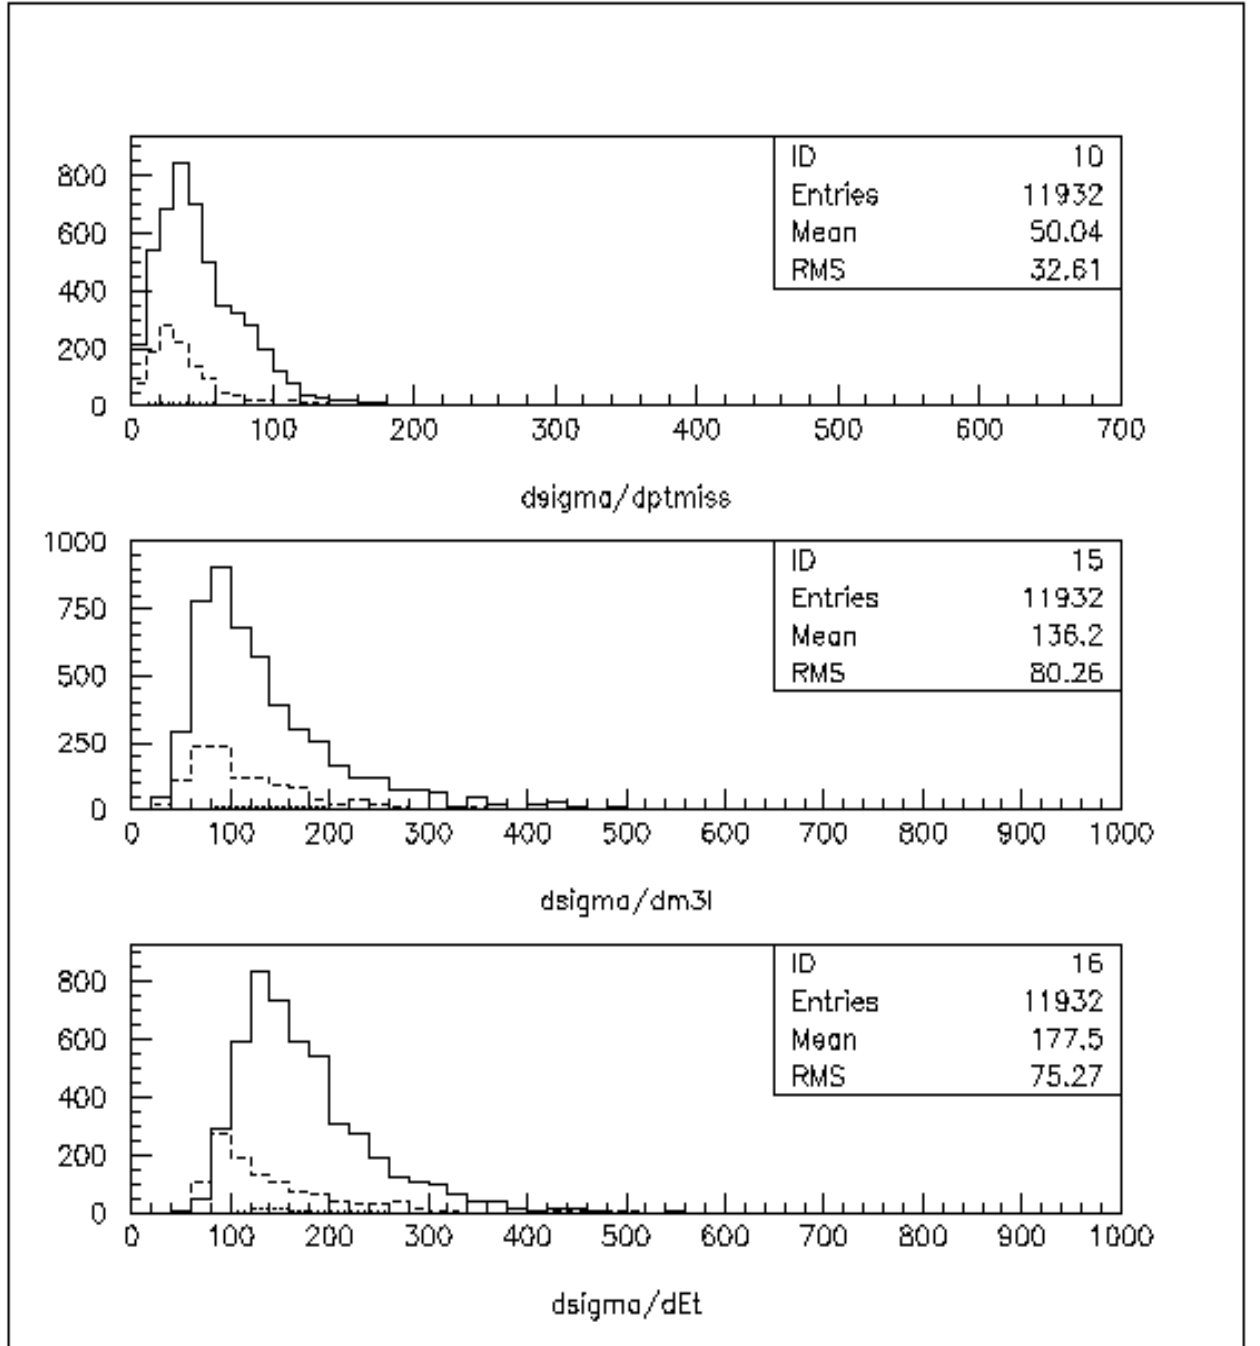 ID 10
Entries 11932
Mean 50.04
RMS 32.61
800
600
400
200
0
0 100 200 300 400 500 600 700
dsigma/dptmiss
1000
750
500
250
0
ID 15
Entries 11932
Mean 136.2
RMS 80.26
0 100 200 300 400 500 600 700 800 900 1000
dsigma/dm3l
ID 16
Entries 11932
Mean 177.5
RMS 75.27
800
600
400
200
0
0 100 200 300 400 500 600 700 800 900 1000
dsigma/dEt